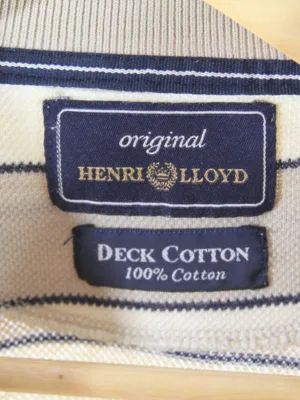 original
HENRI LLOYD
DECK COTTON
100% Cotton